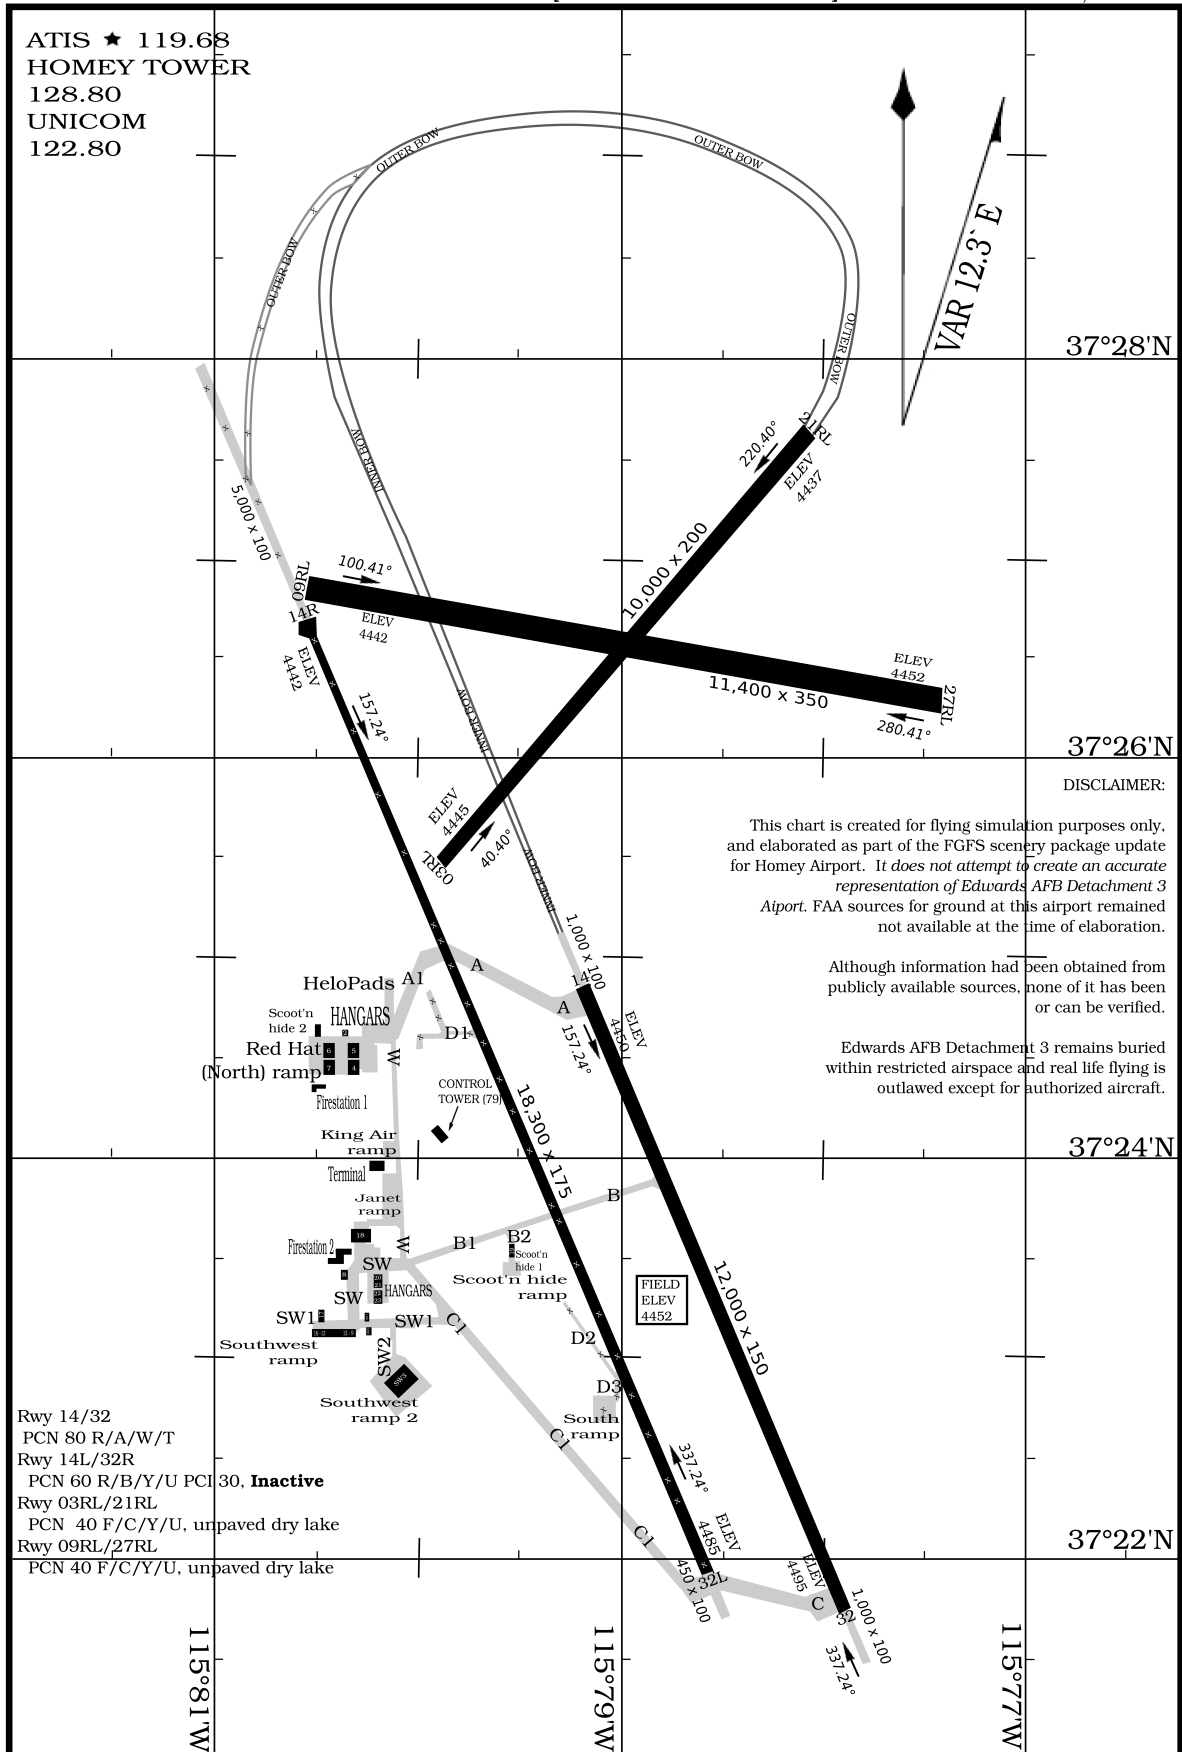 ATIS ★ 119.68
HOMEY TOWER
128.80
UNICOM
122.80
OUTER BOW
OUTER BOW
OUTER BOW
OUTER BOW
VAR 12.3` E
37°28'N
INNER BOW
5,000 x 100
21RL
220.40°
ELEV
4437
10,000 x 200
09RL
100.41°
14R
ELEV
4442
ELEV
4442
157.24°
ELEV
4452
11,400 x 350
27RL
280.41°
INNER BOW
37°26'N
ELEV
4445
03RL
40.40°
INNER BOW
DISCLAIMER:
This chart is created for flying simulation purposes only,
and elaborated as part of the FGFS scenery package update
for Homey Airport.  It does not attempt to create an accurate
representation of Edwards AFB Detachment 3
Aiport. FAA sources for ground at this airport remained
not available at the time of elaboration.
Although information had been obtained from
publicly available sources, none of it has been
or can be verified.
Edwards AFB Detachment 3 remains buried
within restricted airspace and real life flying is
outlawed except for authorized aircraft.
1,000 x 100
14
A
A
A1
HeloPads
HANGARS
Scoot'n
hide 2
Red Hat
(North) ramp
6
5
7
4
W
D1
157.24°
ELEV
4450
Firestation 1
CONTROL
TOWER (79)
18,300 x 175
King Air
ramp
37°24'N
Terminal
Janet
ramp
B
18
W
B1
B2
Firestation 2
SW
Scoot'n
hide 1
Scoot'n hide
ramp
8
HANGARS
SW
FIELD
ELEV
4452
12,000 x 150
SW1
SW1
C1
Southwest
ramp
SW2
D2
SW3
Southwest
ramp 2
D3
South
ramp
C1
337.24°
Rwy 14/32
PCN 80 R/A/W/T
Rwy 14L/32R
PCN 60 R/B/Y/U PCI 30, Inactive
Rwy 03RL/21RL
PCN  40 F/C/Y/U, unpaved dry lake
Rwy 09RL/27RL
PCN 40 F/C/Y/U, unpaved dry lake
C1
ELEV
4485
37°22'N
32L
450 x 100
ELEV
4495
C
32
1,000 x 100
337.24°
115°81'W
115°79'W
115°77'W